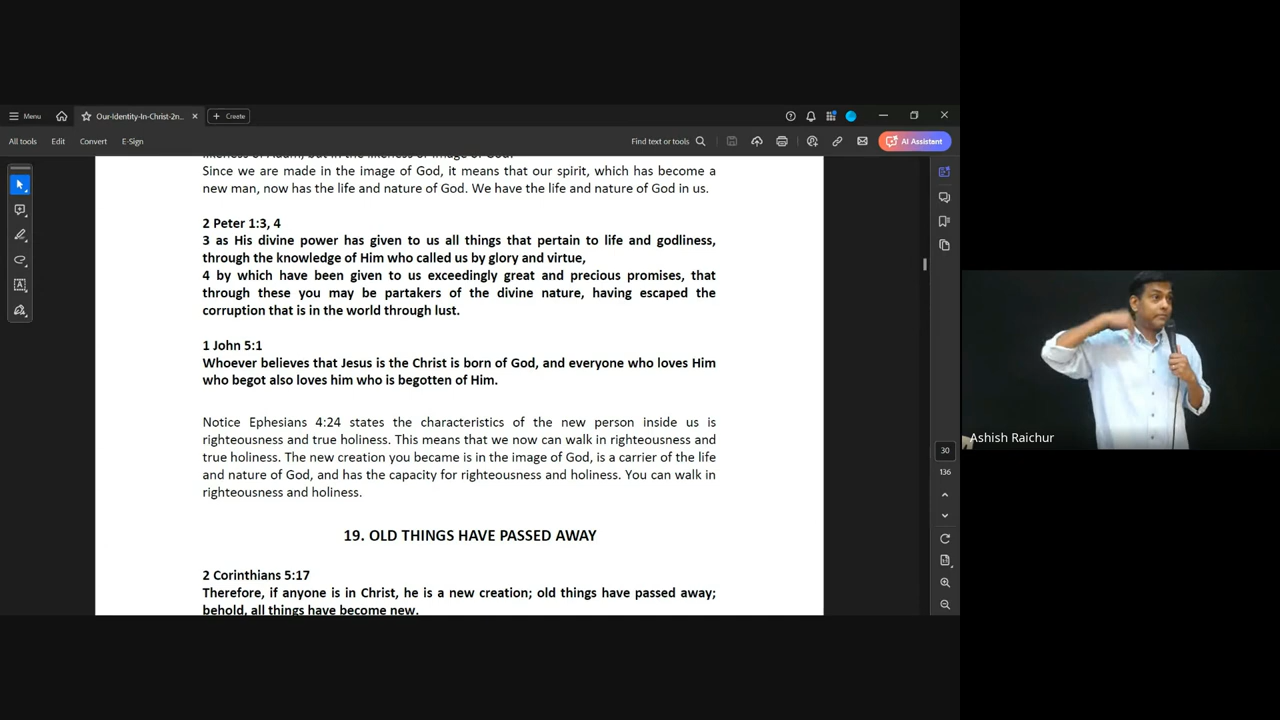 Menu
Our-Identity-In-Christ-2n...
Create
All tools
Edit
Convert
E-Sign
Find text or tools
AI Assistant
likeness of Adam, but in the likeness or image of God.
Since we are made in the image of God, it means that our spirit, which has become a
new man, now has the life and nature of God. We have the life and nature of God in us.
2 Peter 1:3, 4
3 as His divine power has given to us all things that pertain to life and godliness,
through the knowledge of Him who called us by glory and virtue,
4 by which have been given to us exceedingly great and precious promises, that
through these you may be partakers of the divine nature, having escaped the
corruption that is in the world through lust.
1 John 5:1
Whoever believes that Jesus is the Christ is born of God, and everyone who loves Him
who begot also loves him who is begotten of Him.
Notice Ephesians 4:24 states the characteristics of the new person inside us is
righteousness and true holiness. This means that we now can walk in righteousness and
true holiness. The new creation you became is in the image of God, is a carrier of the life
and nature of God, and has the capacity for righteousness and holiness. You can walk in
righteousness and holiness.
19. OLD THINGS HAVE PASSED AWAY
2 Corinthians 5:17
Therefore, if anyone is in Christ, he is a new creation; old things have passed away;
behold, all things have become new.
30
136
Ashish Raichur